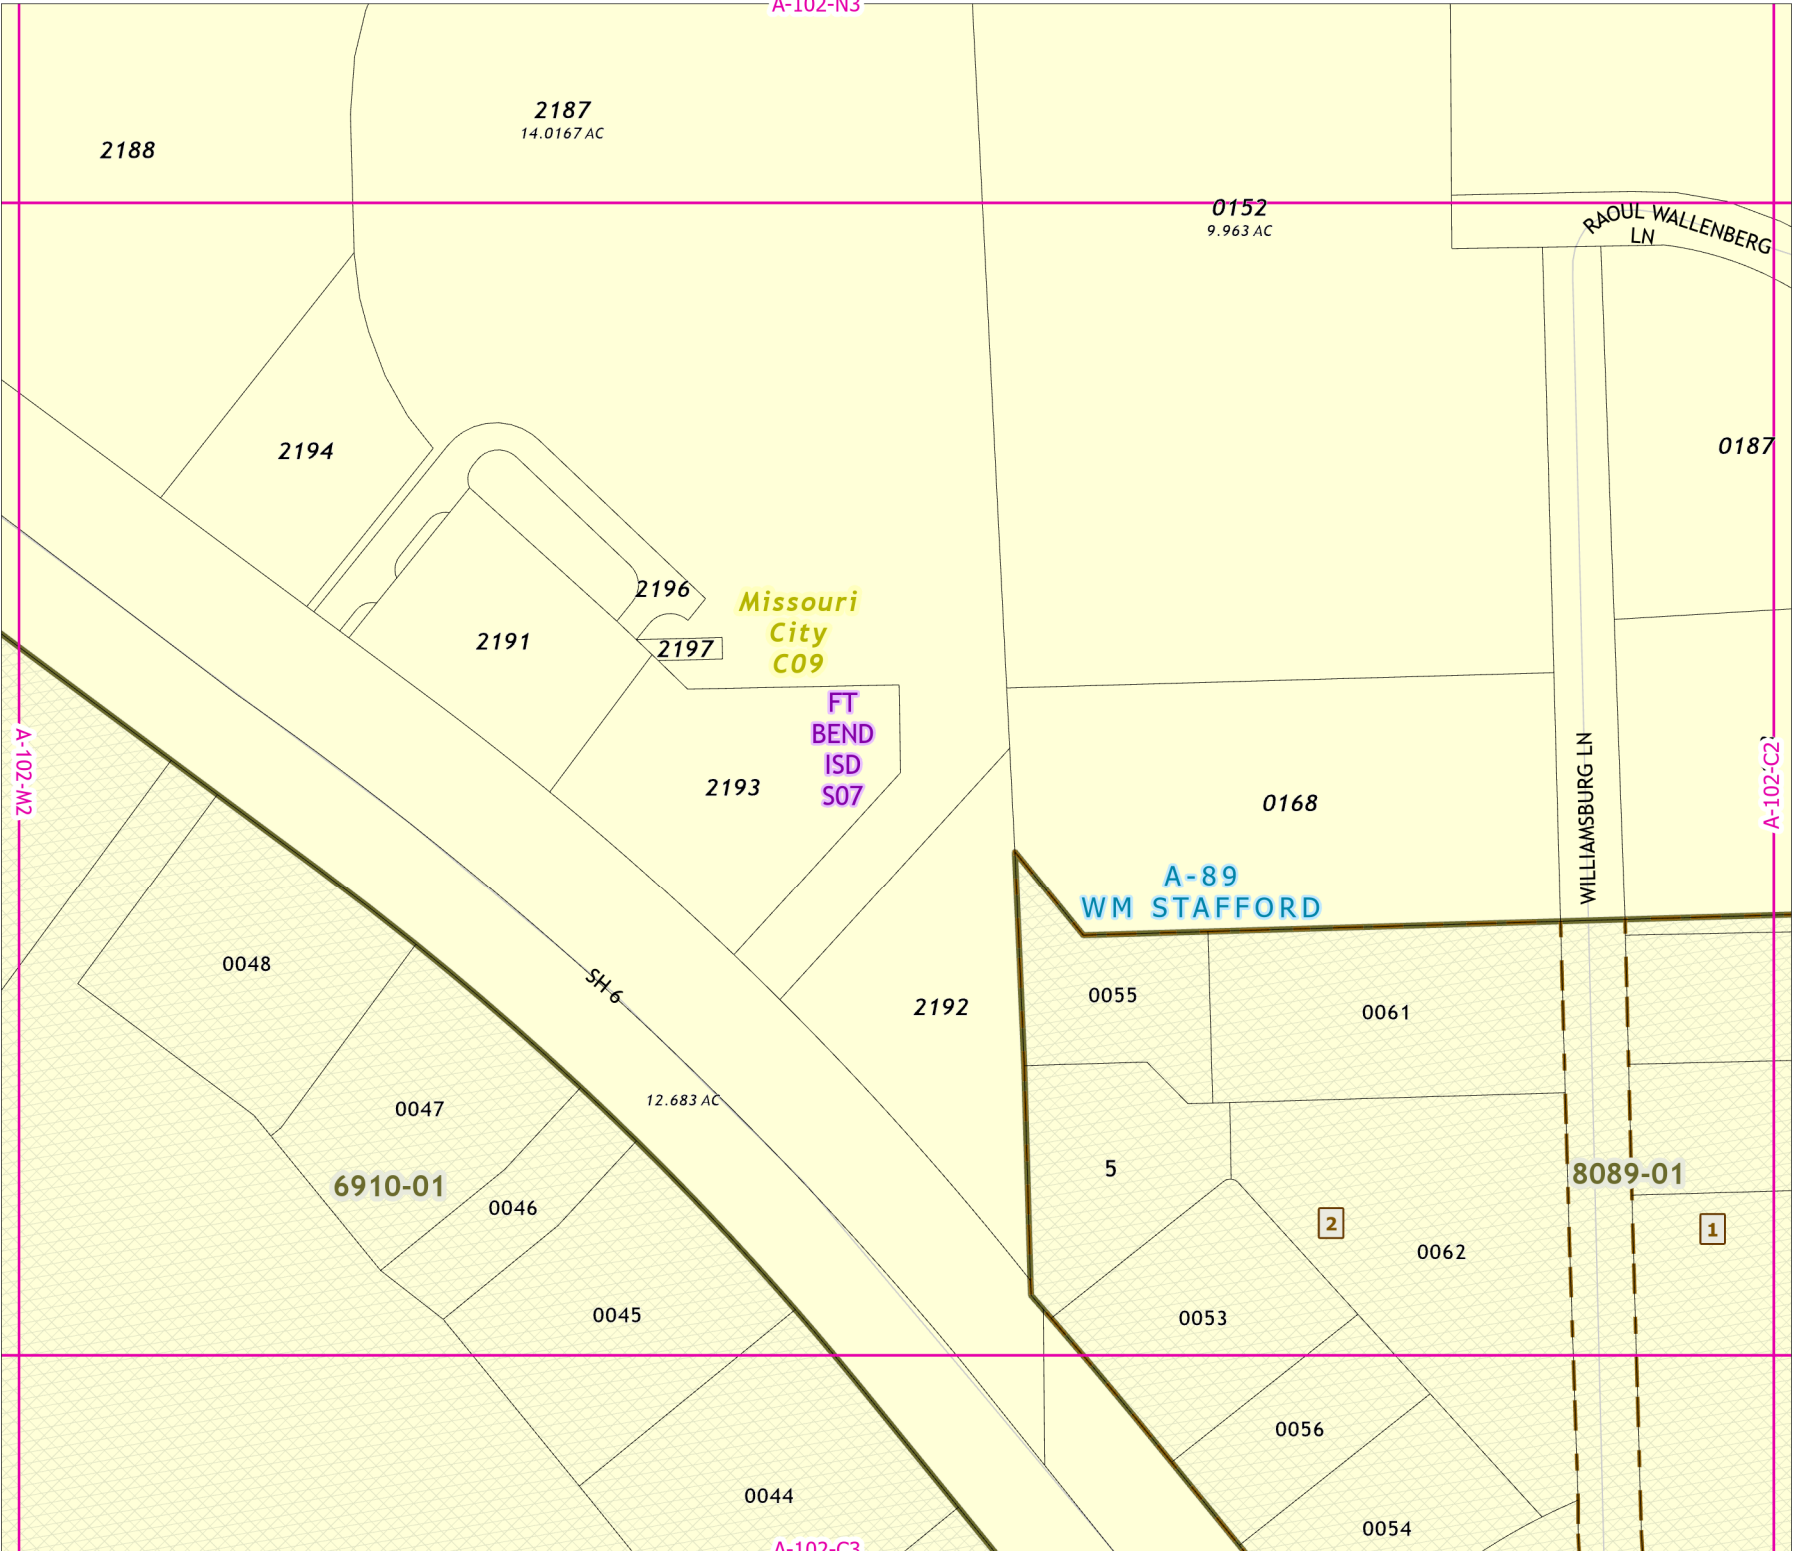 A-102-N3
2187
14.0167 AC
2188
0152
9.963 AC
RAOUL WALLENBERG
LN
2194
0187
2196
Missouri
City
C09
2191
2197
FT
BEND
ISD
S07
A-102-M2
2193
0168
WILLIAMSBURG LN
A-102-C2
A-89
WM STAFFORD
0048
SH 6
2192
0055
0061
12.683 AC
0047
5
6910-01
8089-01
0046
2
1
0062
0045
0053
0056
0044
0054
A-102-C3